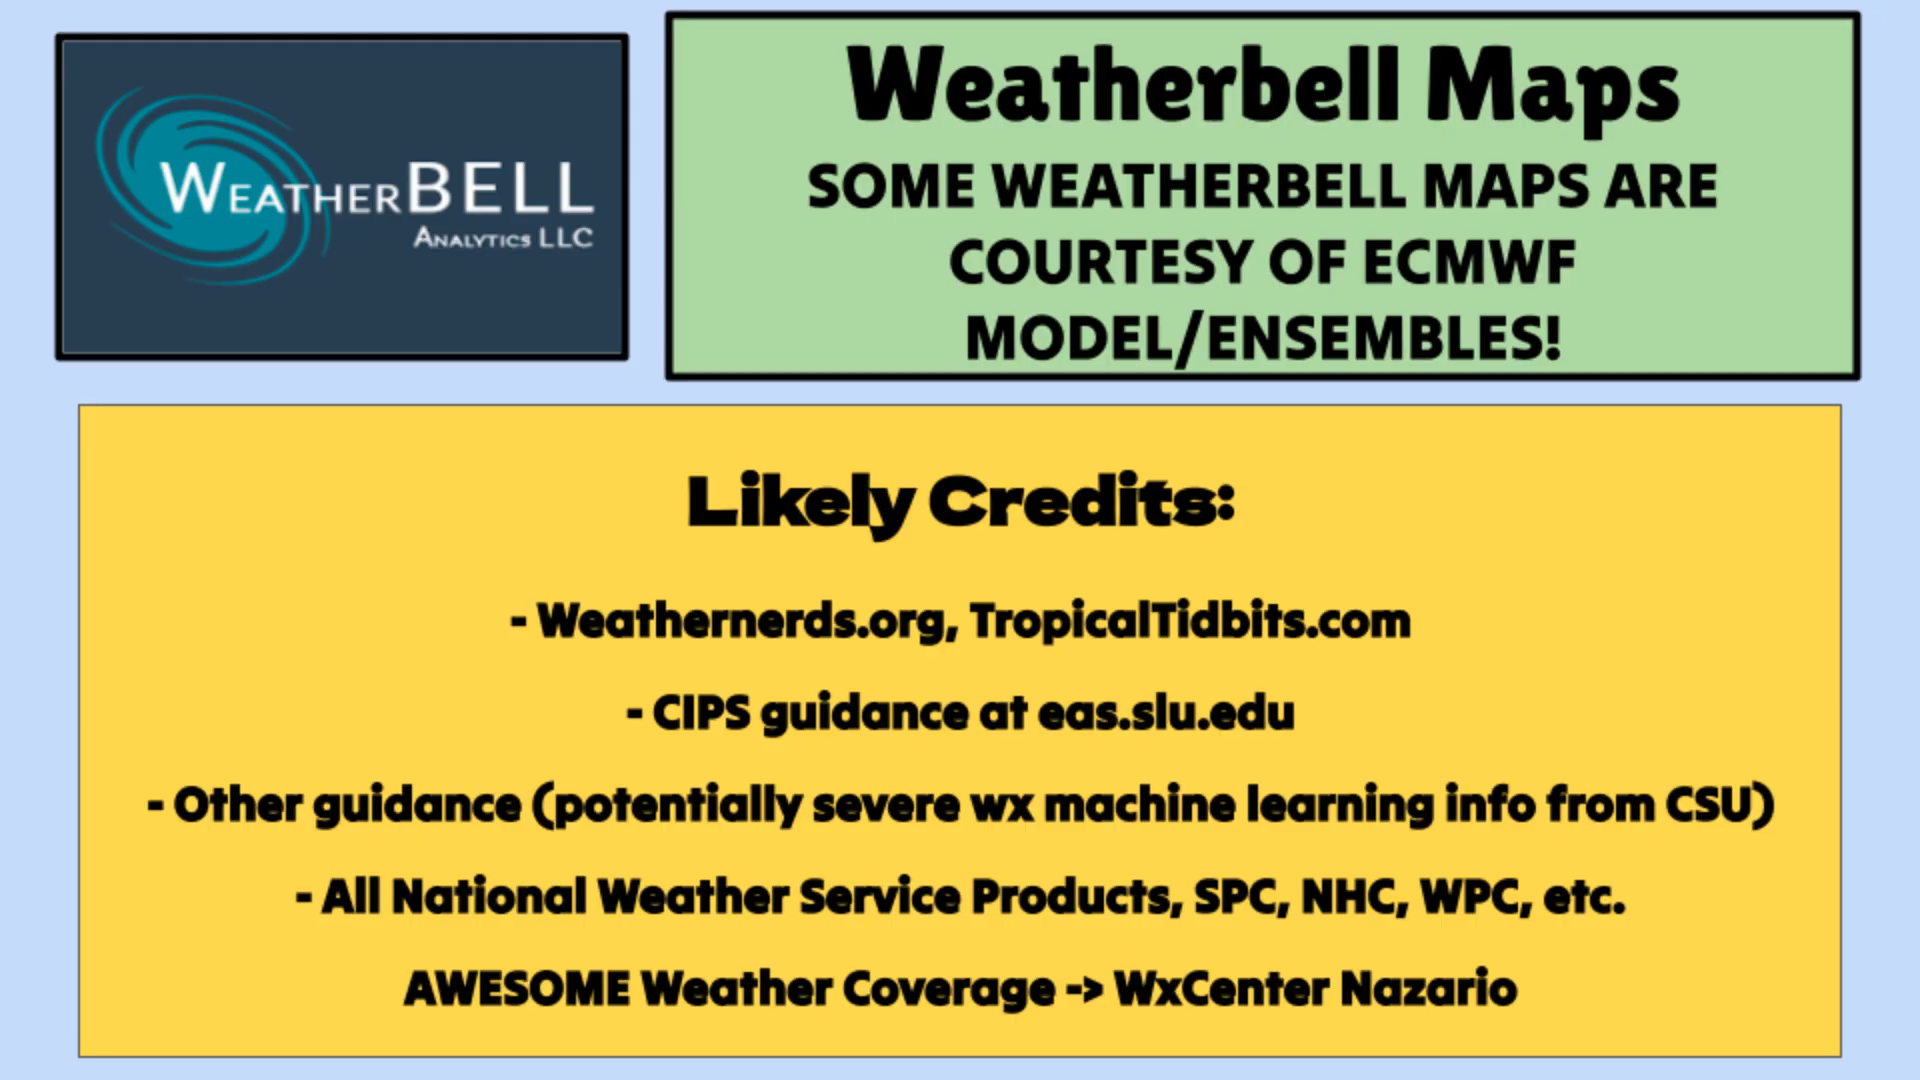 WEATHERBELL
ANALYTICS LLC
Weatherbell Maps
SOME WEATHERBELL MAPS ARE
COURTESY OF ECMWF
MODEL/ENSEMBLES!
Likely Credits:
- Weathernerds.org, TropicalTidbits.com
- CIPS guidance at eas.slu.edu
- Other guidance (potentially severe wx machine learning info from CSU)
- All National Weather Service Products, SPC, NHC, WPC, etc.
AWESOME Weather Coverage -> WxCenter Nazario